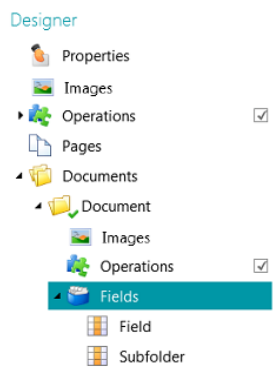 Designer
Properties
Images
Operations
Pages
Documents
Document
Images
Operations
Fields
Field
Subfolder